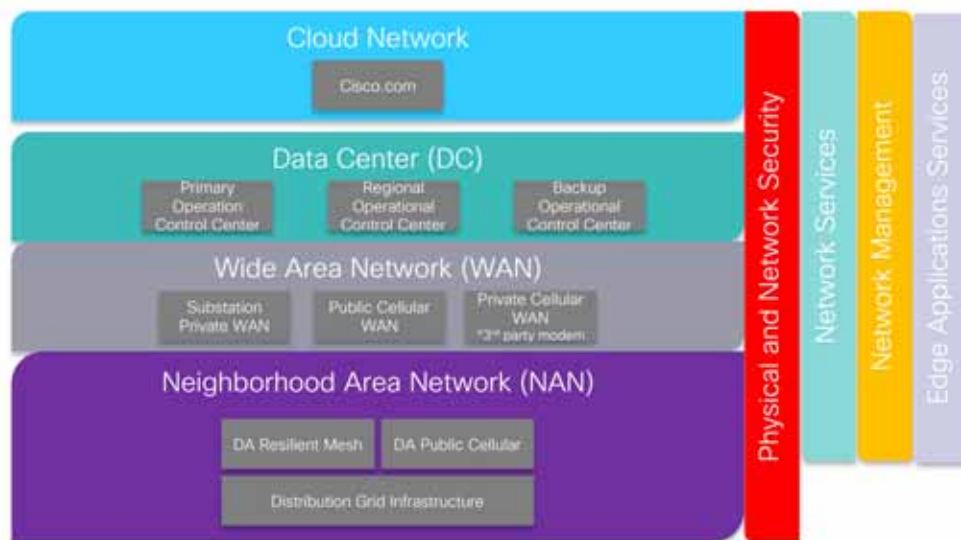 Cloud Network
Cisco.com
Data Center (DC)
Primary
Operation
Control Center
Regional
Operational
Control Center
Backup
Operational
Control Center
Wide Area Network (WAN)
Substation
Private WAN
Public Cellular
WAN
Private Cellular
WAN
*3rd party modem
Neighborhood Area Network (NAN)
DA Resilient Mesh
DA Public Cellular
Distribution Grid Infrastructure
Physical and Network Security
Network Services
Network Management
Edge Applications Services